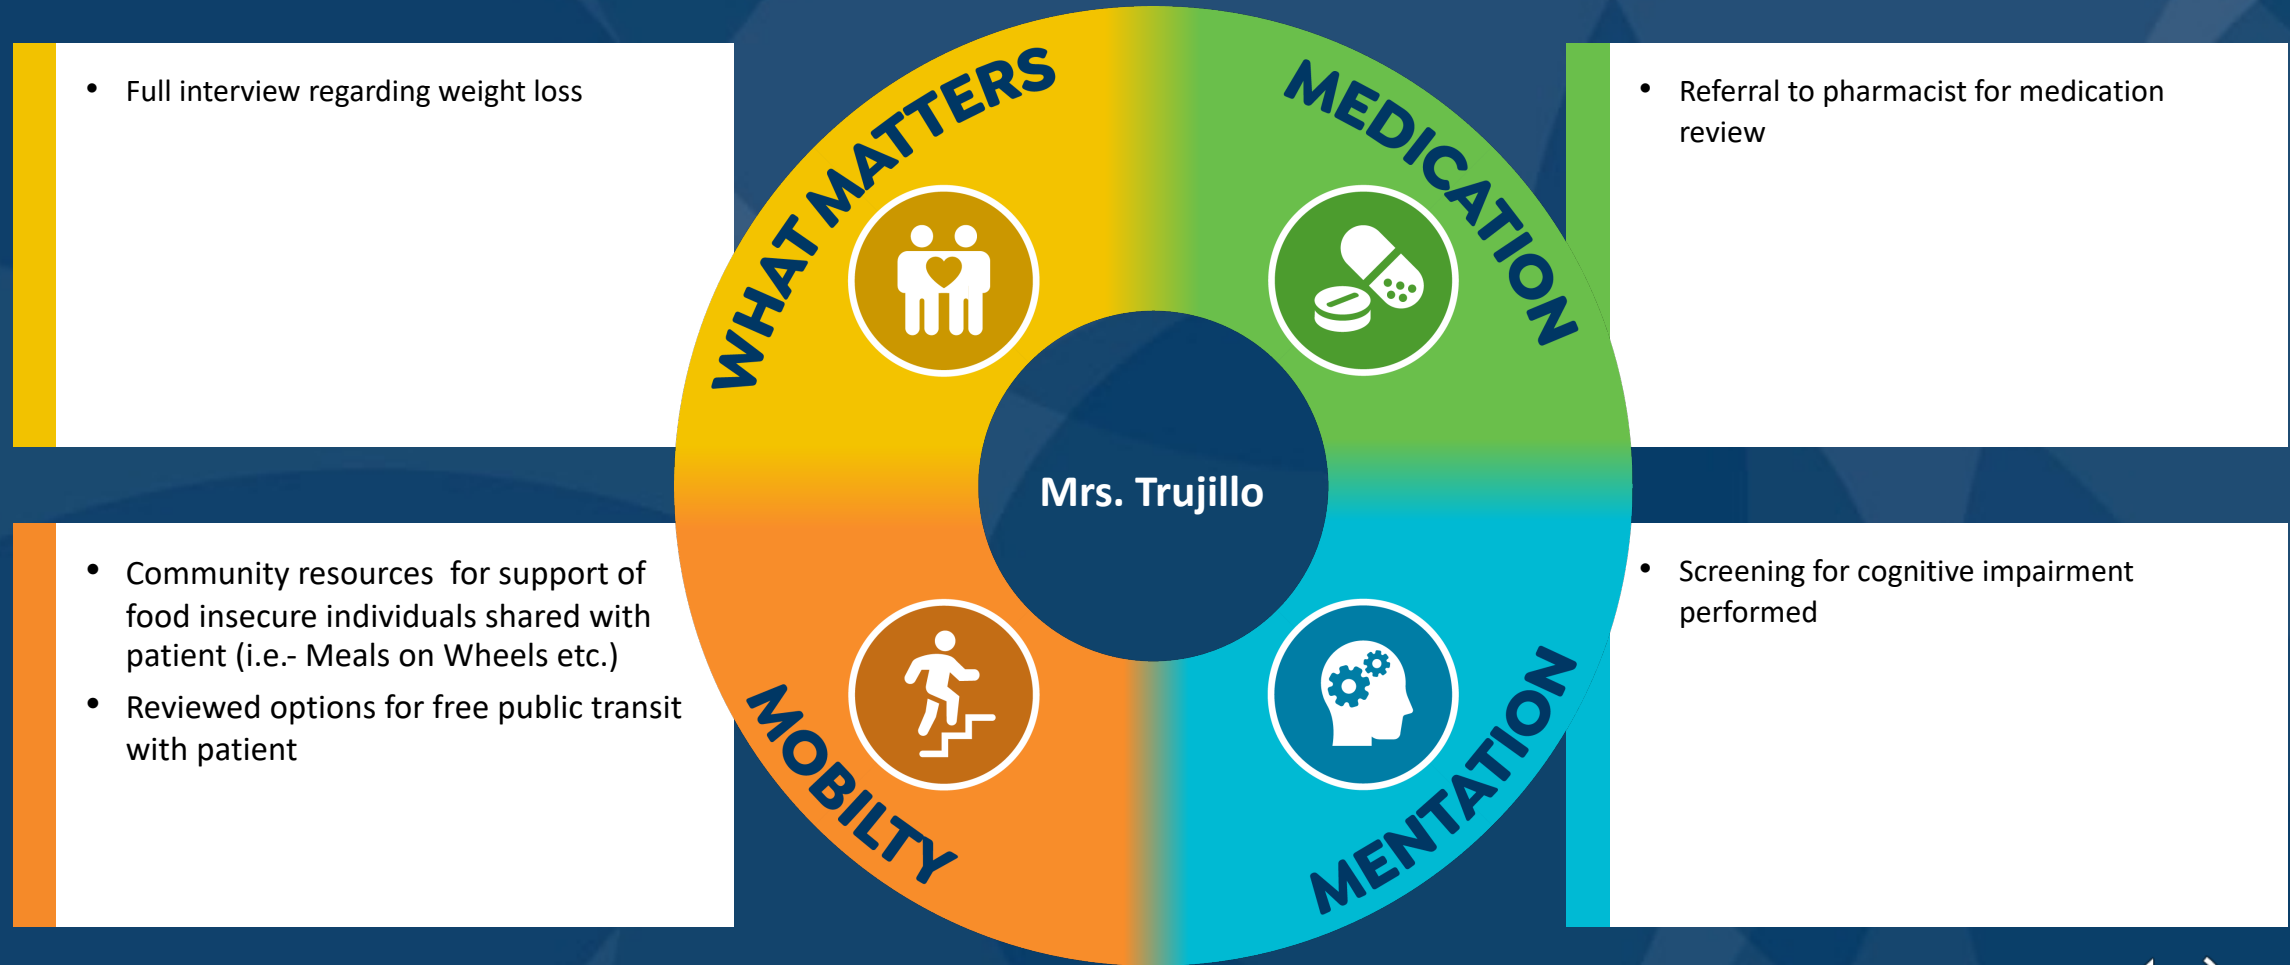 WHAT MATTERS
• Full interview regarding weight loss
MEDICATION
• Referral to pharmacist for medication
review
Mrs. Trujillo
MOBILTY
• Community resources for support of
food insecure individuals shared with
patient (i.e.- Meals on Wheels etc.)
• Reviewed options for free public transit
with patient
MENTATION
• Screening for cognitive impairment
performed